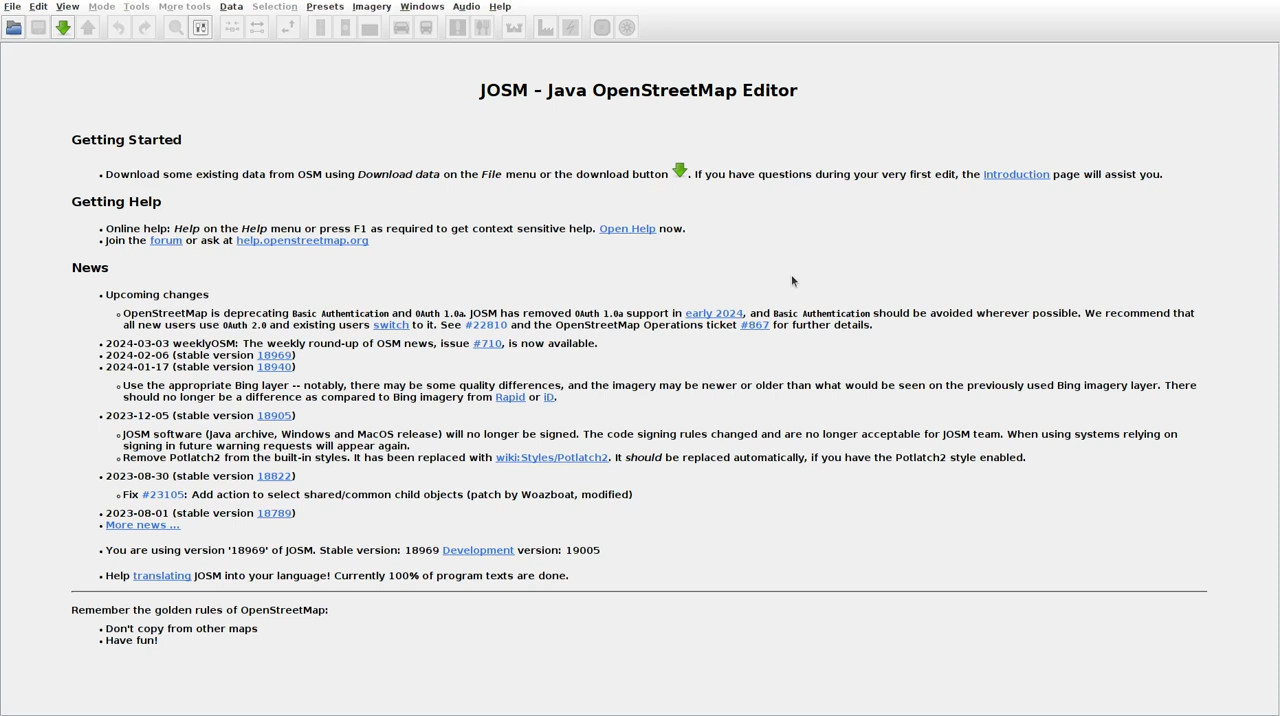 File Edit View Mode Tools More tools Data Selection Presets Imagery Windows Audio Help
JOSM – Java OpenStreetMap Editor
Getting Started
• Download some existing data from OSM using Download data on the File menu or the download button . If you have questions during your very first edit, the Introduction page will assist you.
Getting Help
• Online help: Help on the Help menu or press F1 as required to get context sensitive help. Open Help now.
• Join the forum or ask at help.openstreetmap.org
News
• Upcoming changes
◦ OpenStreetMap is deprecating Basic Authentication and OAuth 1.0a. JOSM has removed OAuth 1.0a support in early 2024, and Basic Authentication should be avoided wherever possible. We recommend that
all new users use OAuth 2.0 and existing users switch to it. See #22810 and the OpenStreetMap Operations ticket #867 for further details.
• 2024-03-03 weeklyOSM: The weekly round-up of OSM news, issue #710, is now available.
• 2024-02-06 (stable version 18969)
• 2024-01-17 (stable version 18940)
◦ Use the appropriate Bing layer -- notably, there may be some quality differences, and the imagery may be newer or older than what would be seen on the previously used Bing imagery layer. There
should no longer be a difference as compared to Bing imagery from Rapid or iD.
• 2023-12-05 (stable version 18905)
◦ JOSM software (Java archive, Windows and MacOS release) will no longer be signed. The code signing rules changed and are no longer acceptable for JOSM team. When using systems relying on
signing in future warning requests will appear again.
◦ Remove Potlatch2 from the built-in styles. It has been replaced with wiki:Styles/Potlatch2. It should be replaced automatically, if you have the Potlatch2 style enabled.
• 2023-08-30 (stable version 18822)
◦ Fix #23105: Add action to select shared/common child objects (patch by Woazboat, modified)
• 2023-08-01 (stable version 18789)
• More news ...
• You are using version '18969' of JOSM. Stable version: 18969 Development version: 19005
• Help translating JOSM into your language! Currently 100% of program texts are done.
Remember the golden rules of OpenStreetMap:
• Don't copy from other maps
• Have fun!